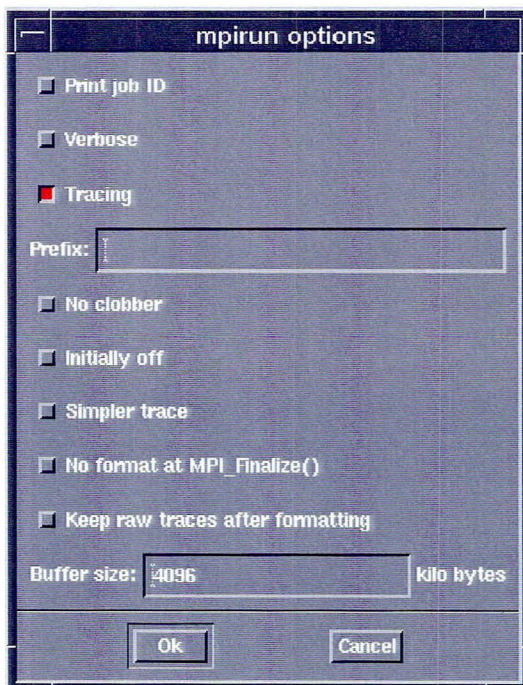 mpirun options
Print job ID
Verbose
Tracing
Prefix:
No clobber
Initially off
Simpler trace
No format at MPI_Finalize()
Keep raw traces after formatting
Buffer size: 4096 kilo bytes
Ok Cancel